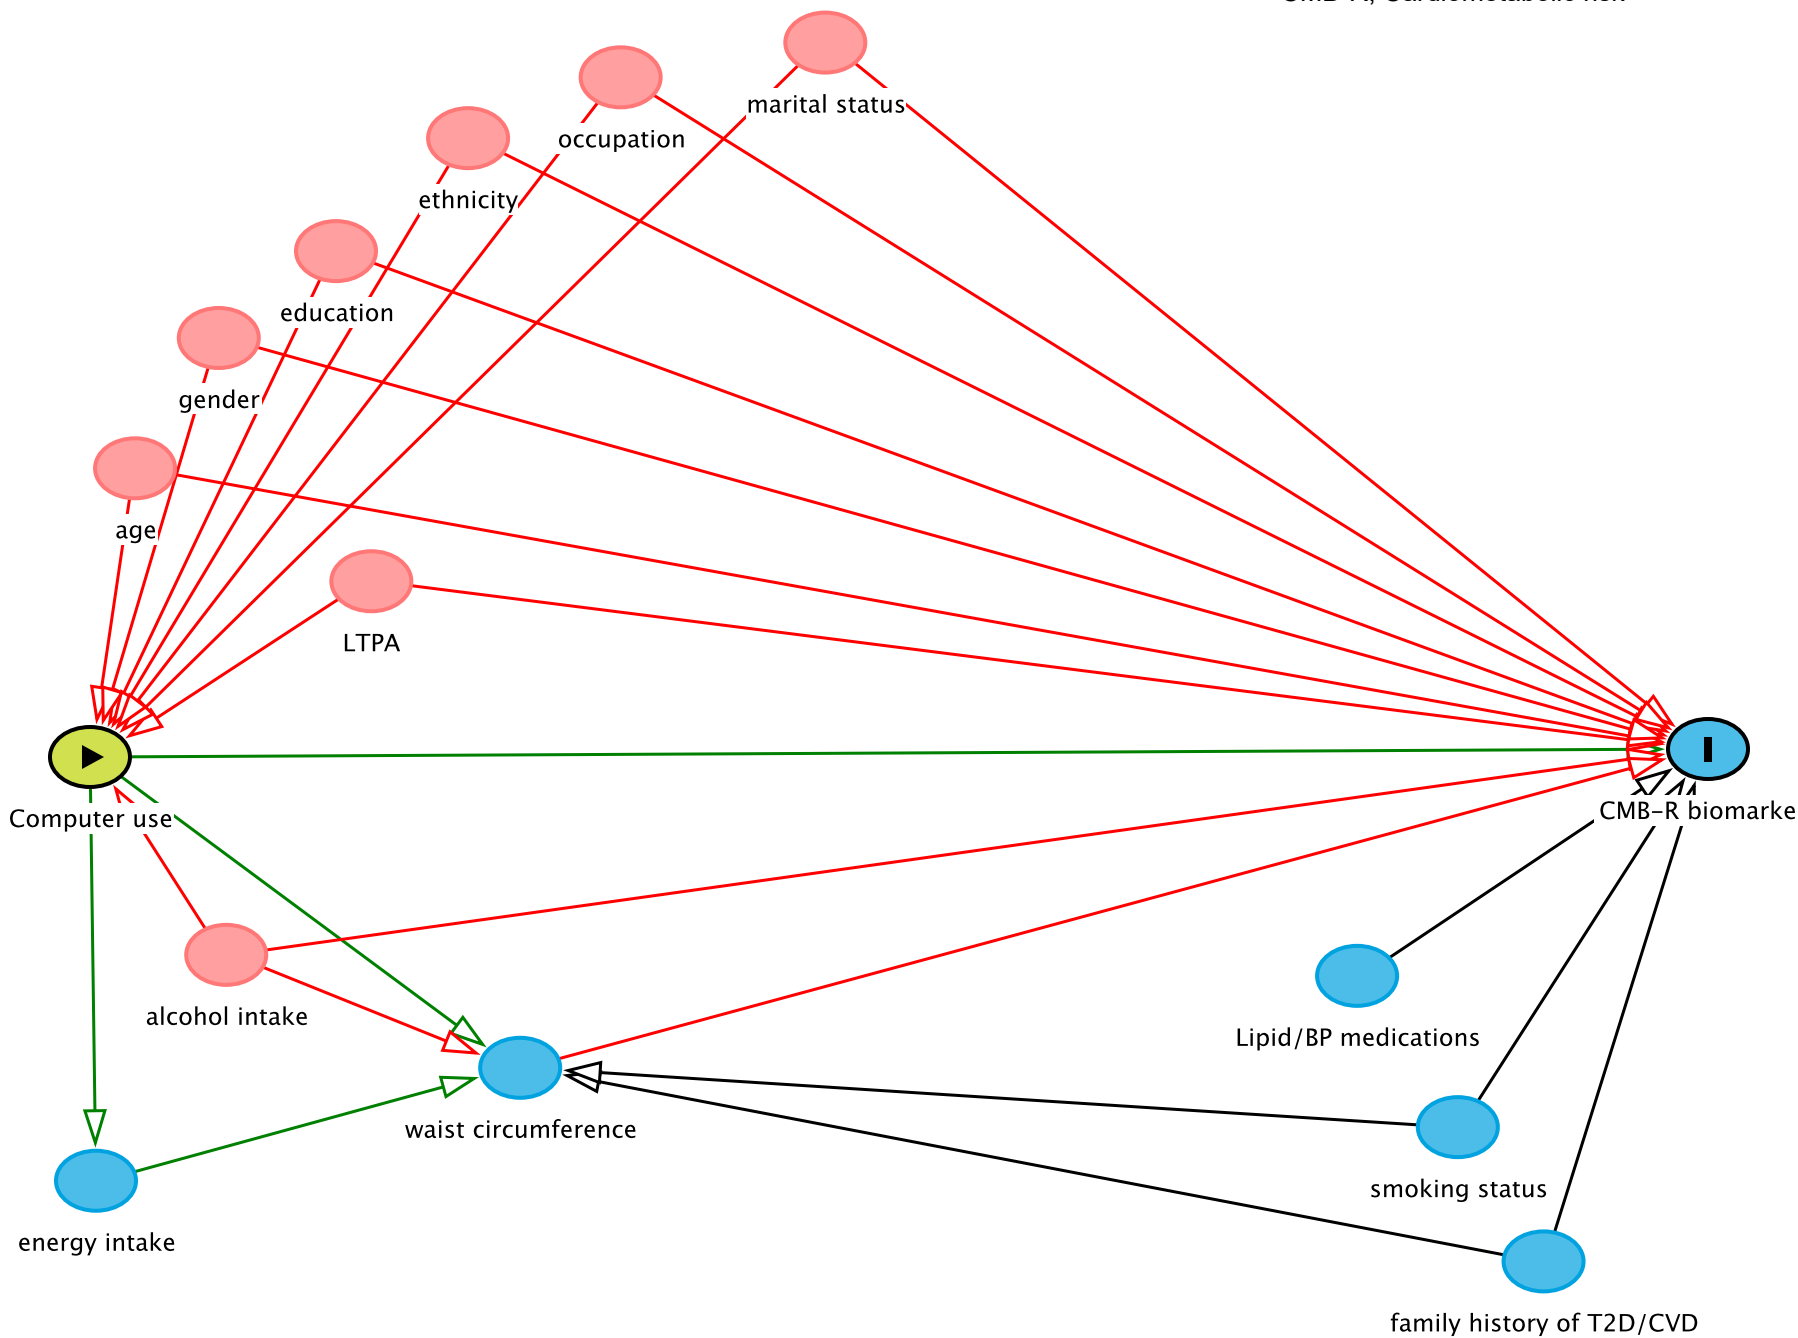 marital status
occupation
ethnicity
education
gender
age
LTPA
Computer use
CMB-R biomarke
alcohol intake
Lipid/BP medications
waist circumference
smoking status
energy intake
family history of T2D/CVD